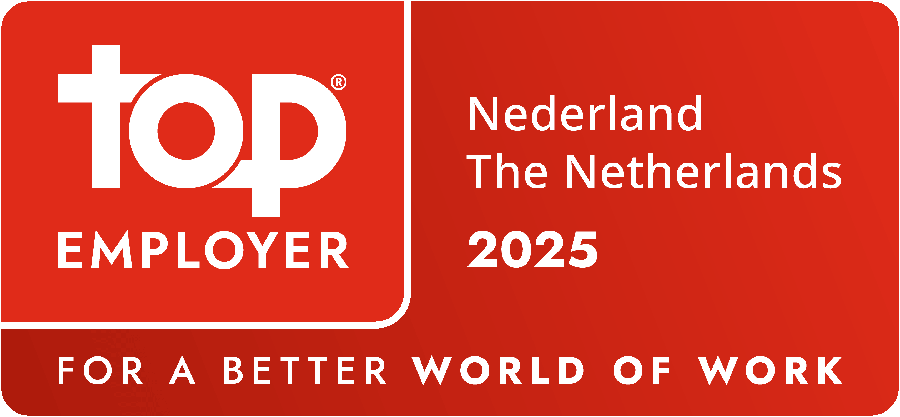 top®
EMPLOYER
Nederland
The Netherlands
2025
FOR A BETTER WORLD OF WORK